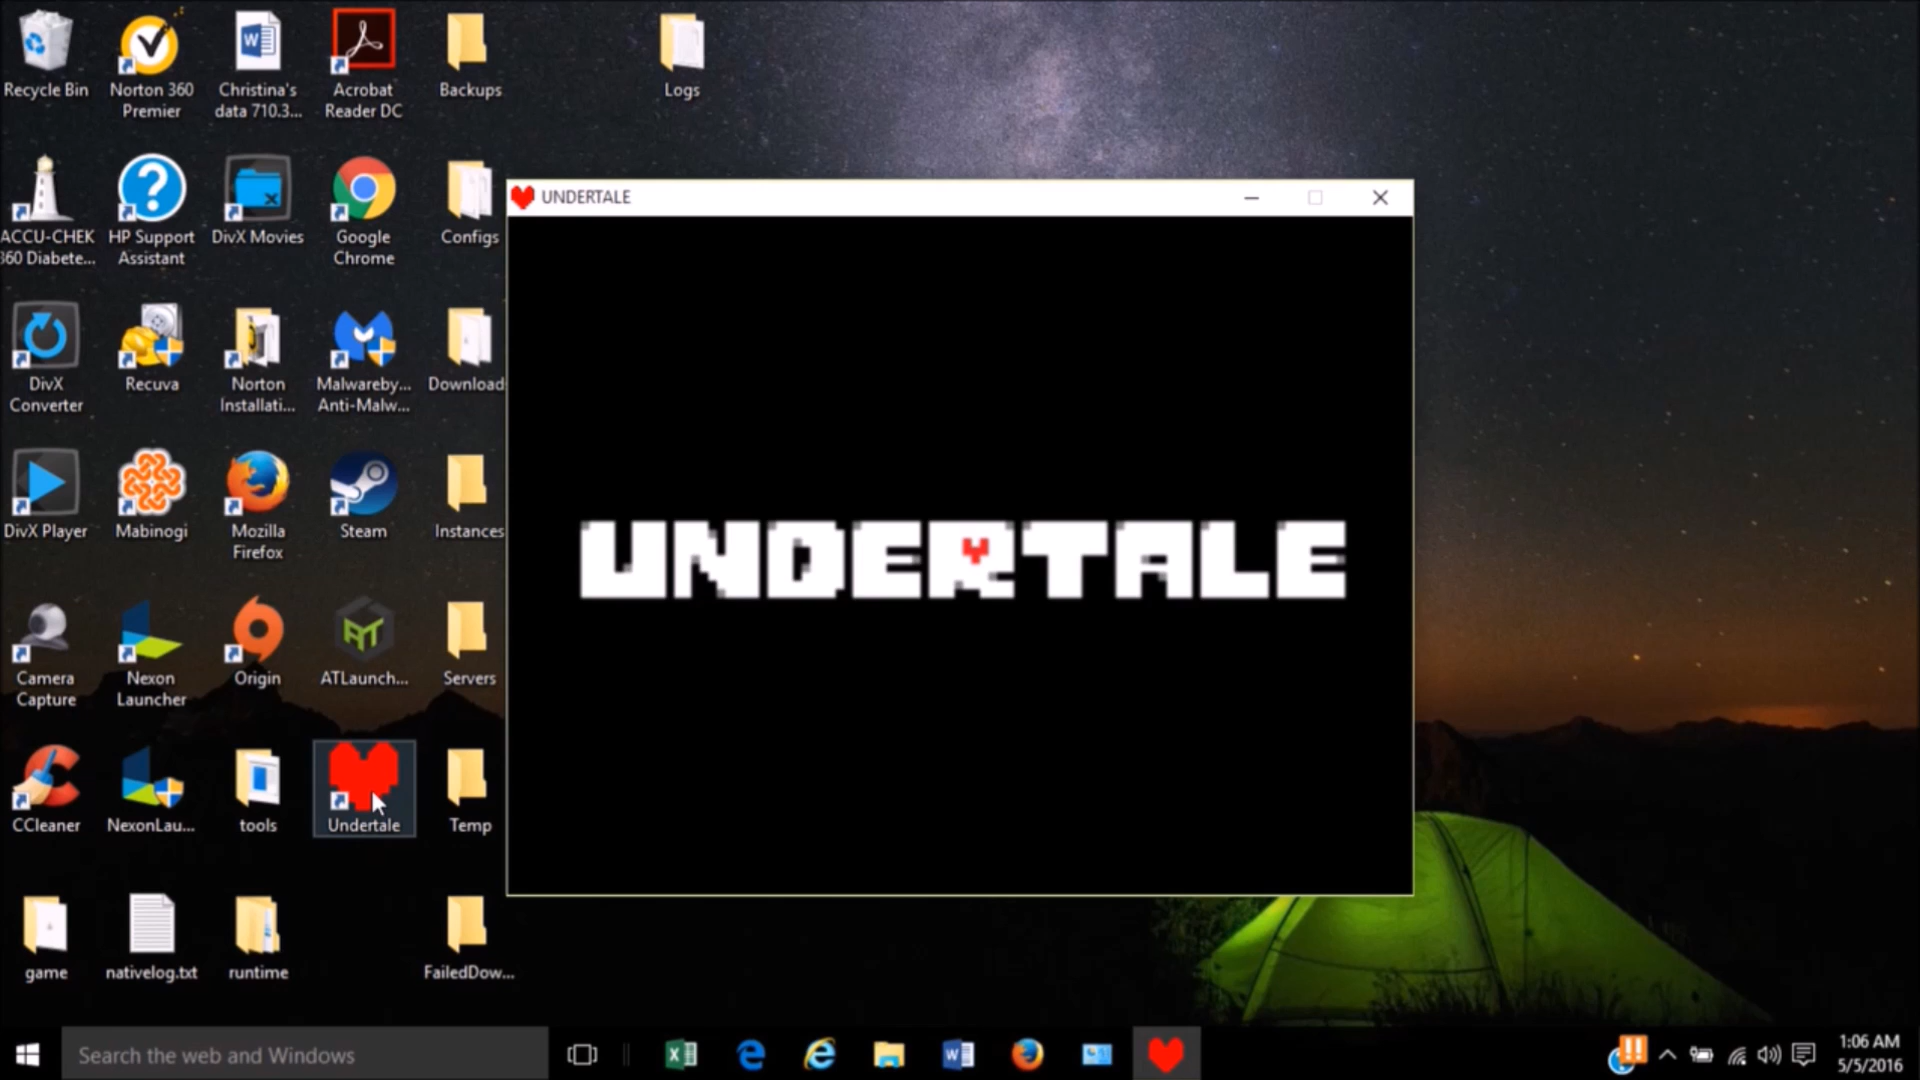 Recycle Bin
Norton 360
Premier
Christina's
data 710.3...
Acrobat
Reader DC
Backups
Logs
ACCU-CHEK
360 Diabete...
HP Support
Assistant
DivX Movies
Google
Chrome
Configs
DivX
Converter
Recuva
Norton
Installati...
Malwareby...
Anti-Malw...
Download
DivX Player
Mabinogi
Mozilla
Firefox
Steam
Instances
Camera
Capture
Nexon
Launcher
Origin
ATLaunch...
Servers
CCleaner
NexonLau...
tools
Undertale
Temp
game
nativelog.txt
runtime
FailedDow...
UNDERTALE
UNDERTALE
Search the web and Windows
1:06 AM
5/5/2016